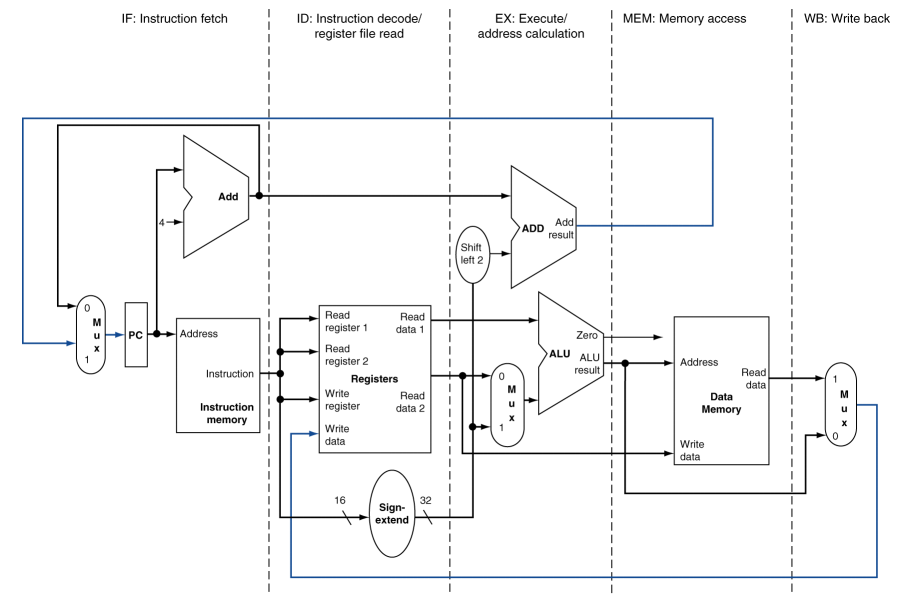 IF: Instruction fetch
ID: Instruction decode/
register file read
EX: Execute/
address calculation
MEM: Memory access
WB: Write back
Add
4
ADD
Add
result
Shift
left 2
0
M
u
x
1
PC
Address
Instruction
Instruction
memory
Read
register 1
Read
register 2
Registers
Write
register
Write
data
Read
data 1
Read
data 2
16
Sign-
extend
32
0
M
u
x
1
Zero
ALU
ALU
result
Address
Read
data
Data
Memory
Write
data
1
M
u
x
0